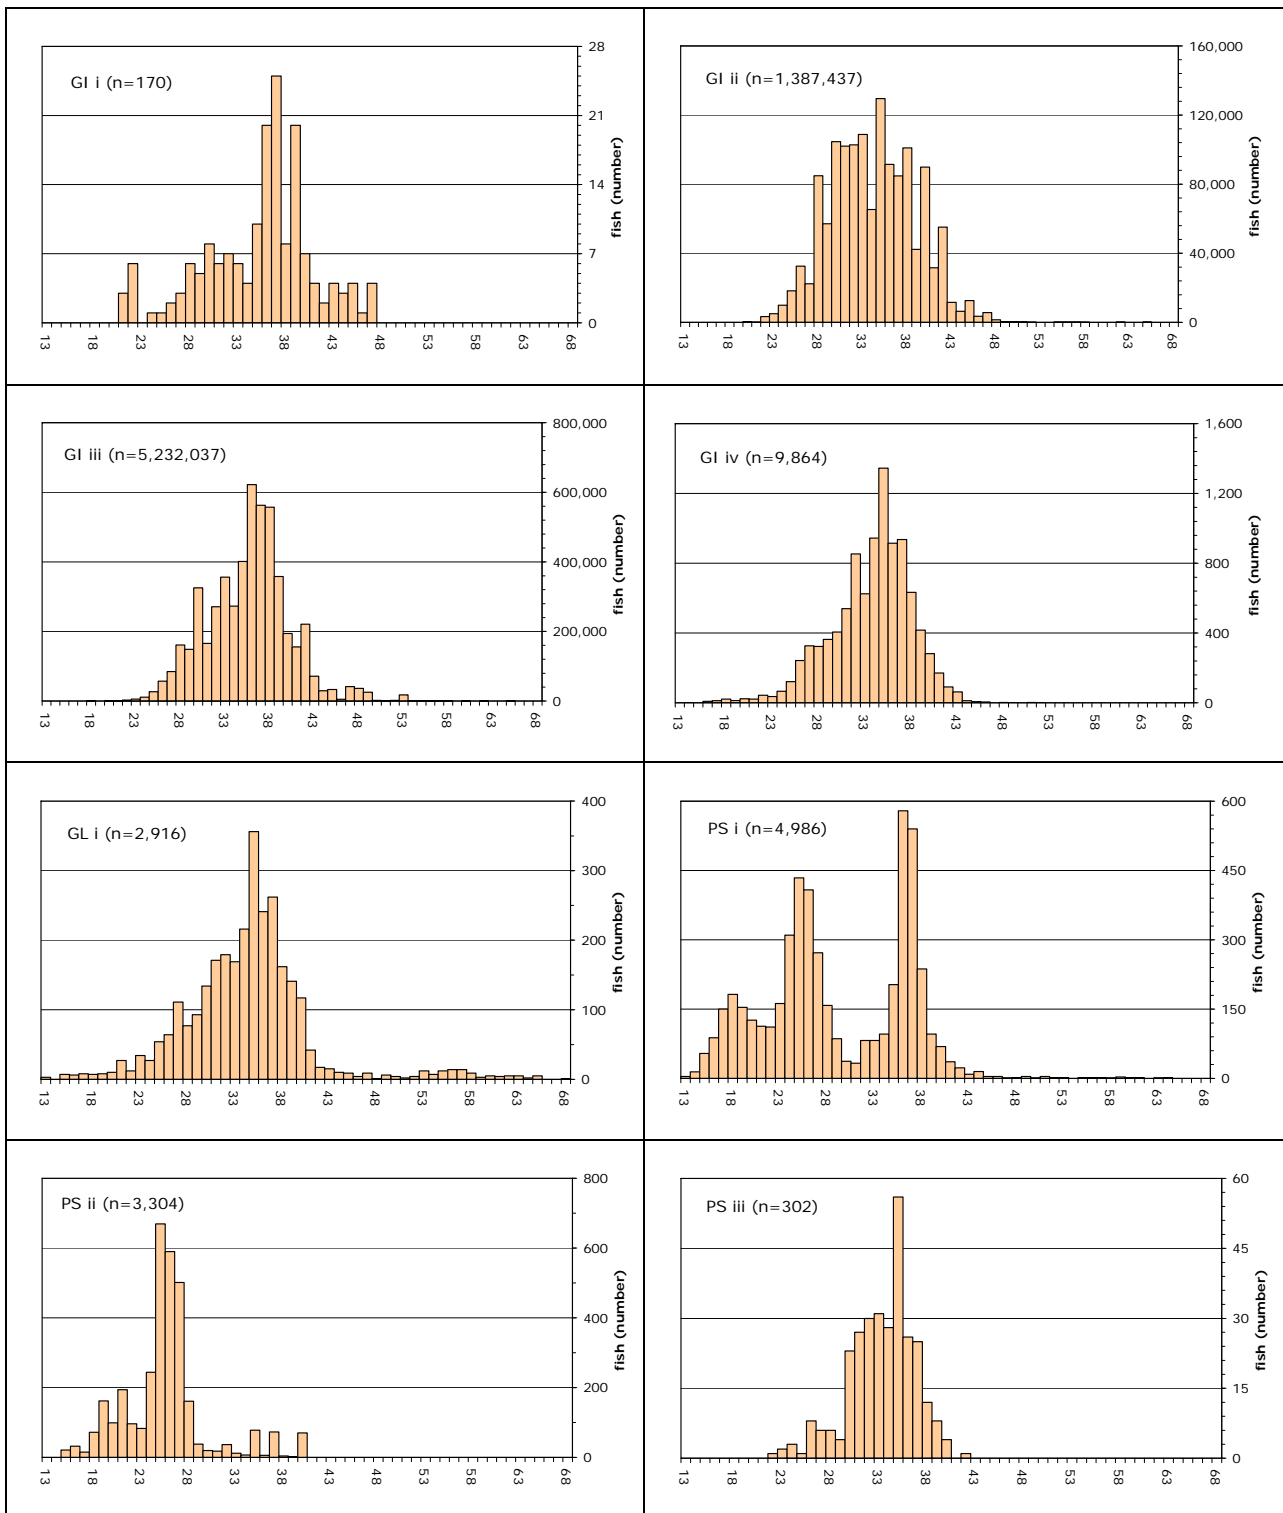 GI i (n=170)
28
21
14
7
0
fish (number)
13 18 23 28 33 38 43 48 53 58 63 68
GI ii (n=1,387,437)
160,000
120,000
80,000
40,000
0
fish (number)
13 18 23 28 33 38 43 48 53 58 63 68
GI iii (n=5,232,037)
800,000
600,000
400,000
200,000
0
fish (number)
13 18 23 28 33 38 43 48 53 58 63 68
GI iv (n=9,864)
1,600
1,200
800
400
0
fish (number)
13 18 23 28 33 38 43 48 53 58 63 68
GL i (n=2,916)
400
300
200
100
0
fish (number)
13 18 23 28 33 38 43 48 53 58 63 68
PS i (n=4,986)
600
450
300
150
0
fish (number)
13 18 23 28 33 38 43 48 53 58 63 68
PS ii (n=3,304)
800
600
400
200
0
fish (number)
13 18 23 28 33 38 43 48 53 58 63 68
PS iii (n=302)
60
45
30
15
0
fish (number)
13 18 23 28 33 38 43 48 53 58 63 68